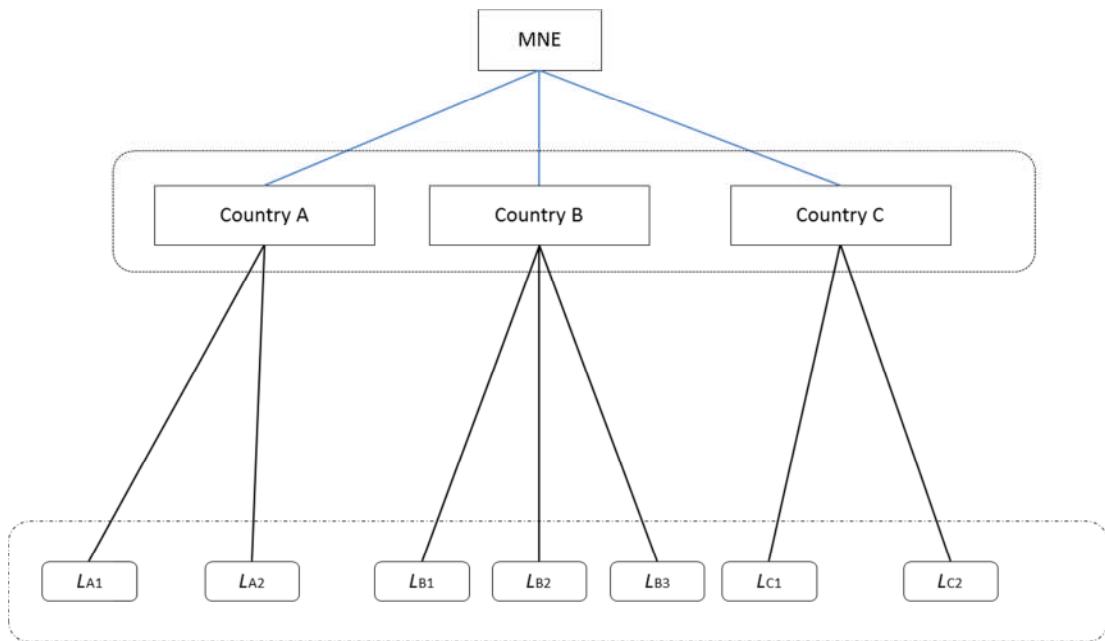 MNE
Country A
Country B
Country C
LA1
LA2
LB1
LB2
LB3
LC1
LC2